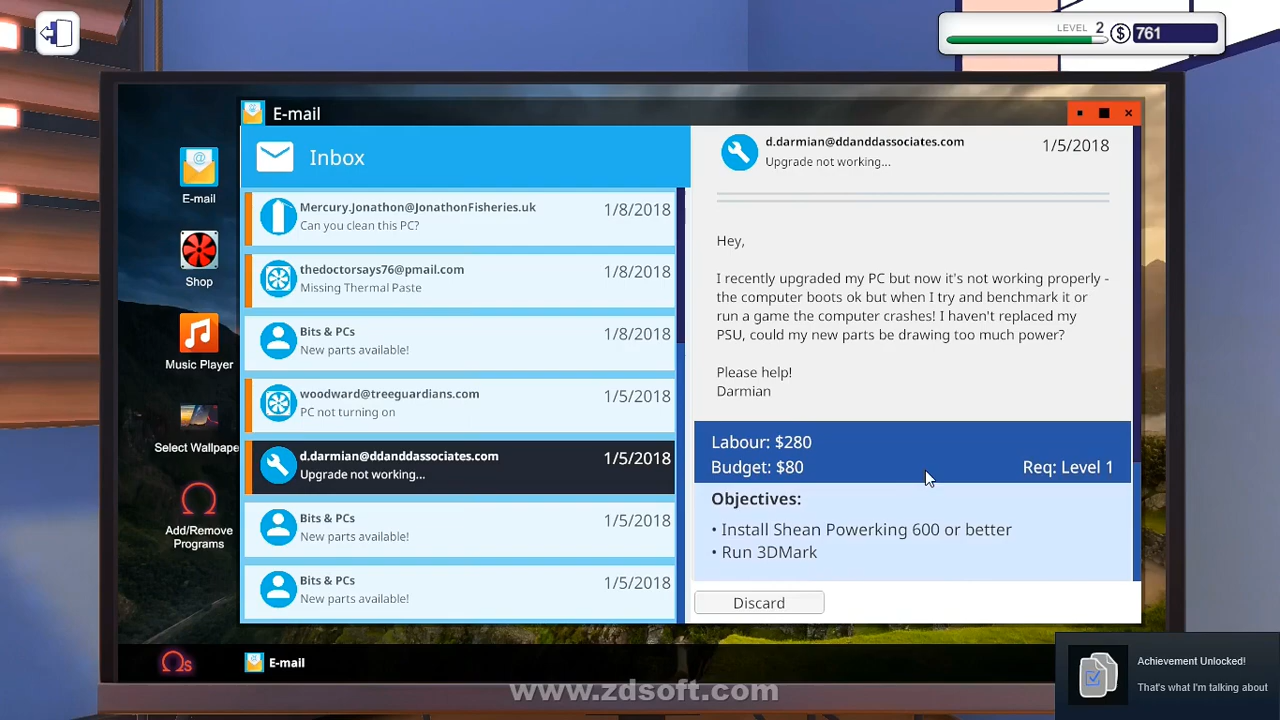 LEVEL 2
$ 761
E-mail
E-mail
Shop
Music Player
Select Wallpape
Add/Remove
Programs
Inbox
Mercury.Jonathon@JonathonFisheries.uk
1/8/2018
Can you clean this PC?
thedoctorsays76@pmail.com
1/8/2018
Missing Thermal Paste
Bits & PCs
1/8/2018
New parts available!
woodward@treeguardians.com
1/5/2018
PC not turning on
d.darmian@ddanddassociates.com
1/5/2018
Upgrade not working...
Bits & PCs
1/5/2018
New parts available!
Bits & PCs
1/5/2018
New parts available!
d.darmian@ddanddassociates.com
1/5/2018
Upgrade not working...
Hey,
I recently upgraded my PC but now it's not working properly -
the computer boots ok but when I try and benchmark it or
run a game the computer crashes! I haven't replaced my
PSU, could my new parts be drawing too much power?
Please help!
Darmian
Labour: $280
Budget: $80
Req: Level 1
Objectives:
• Install Shean Powerking 600 or better
• Run 3DMark
Discard
Ωs
E-mail
Achievement Unlocked!
That's what I'm talking about
www.zdsoft.com